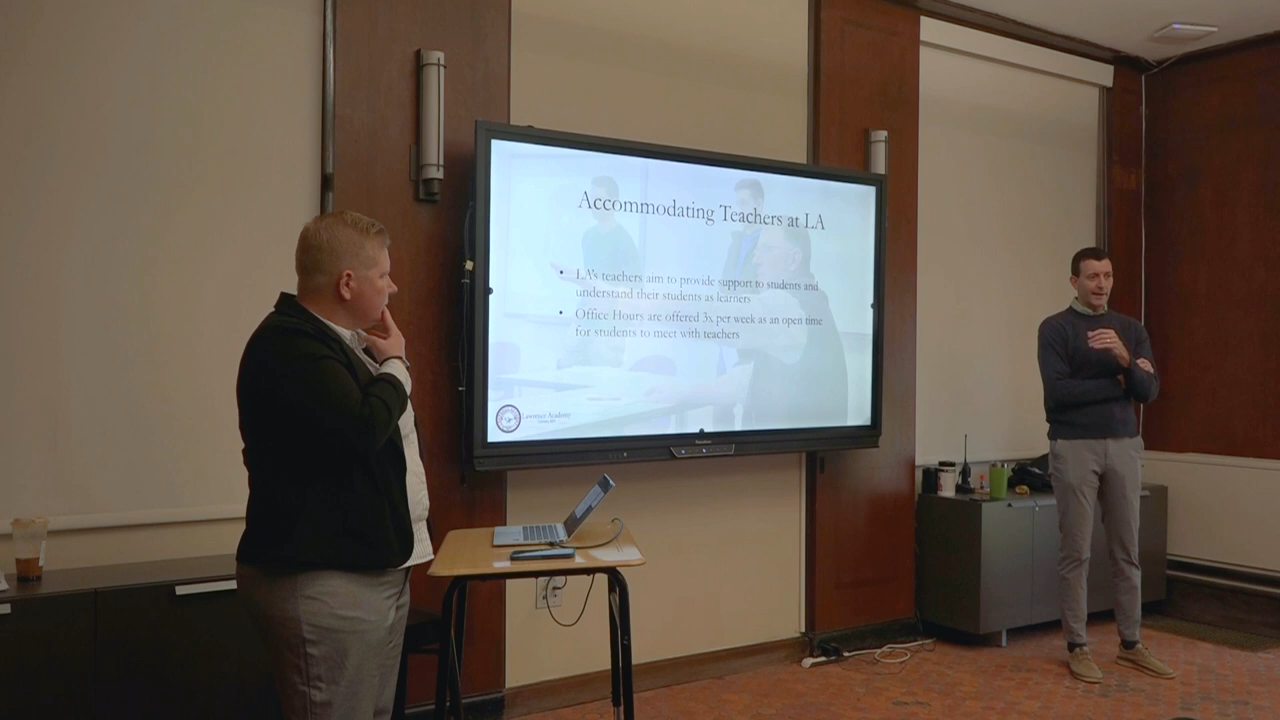 Accommodating Teachers at LA
• LA's teachers aim to provide support to students and
understand their students as learners
• Office Hours are offered 3x per week as an open time
for students to meet with teachers
Lawrence Academy